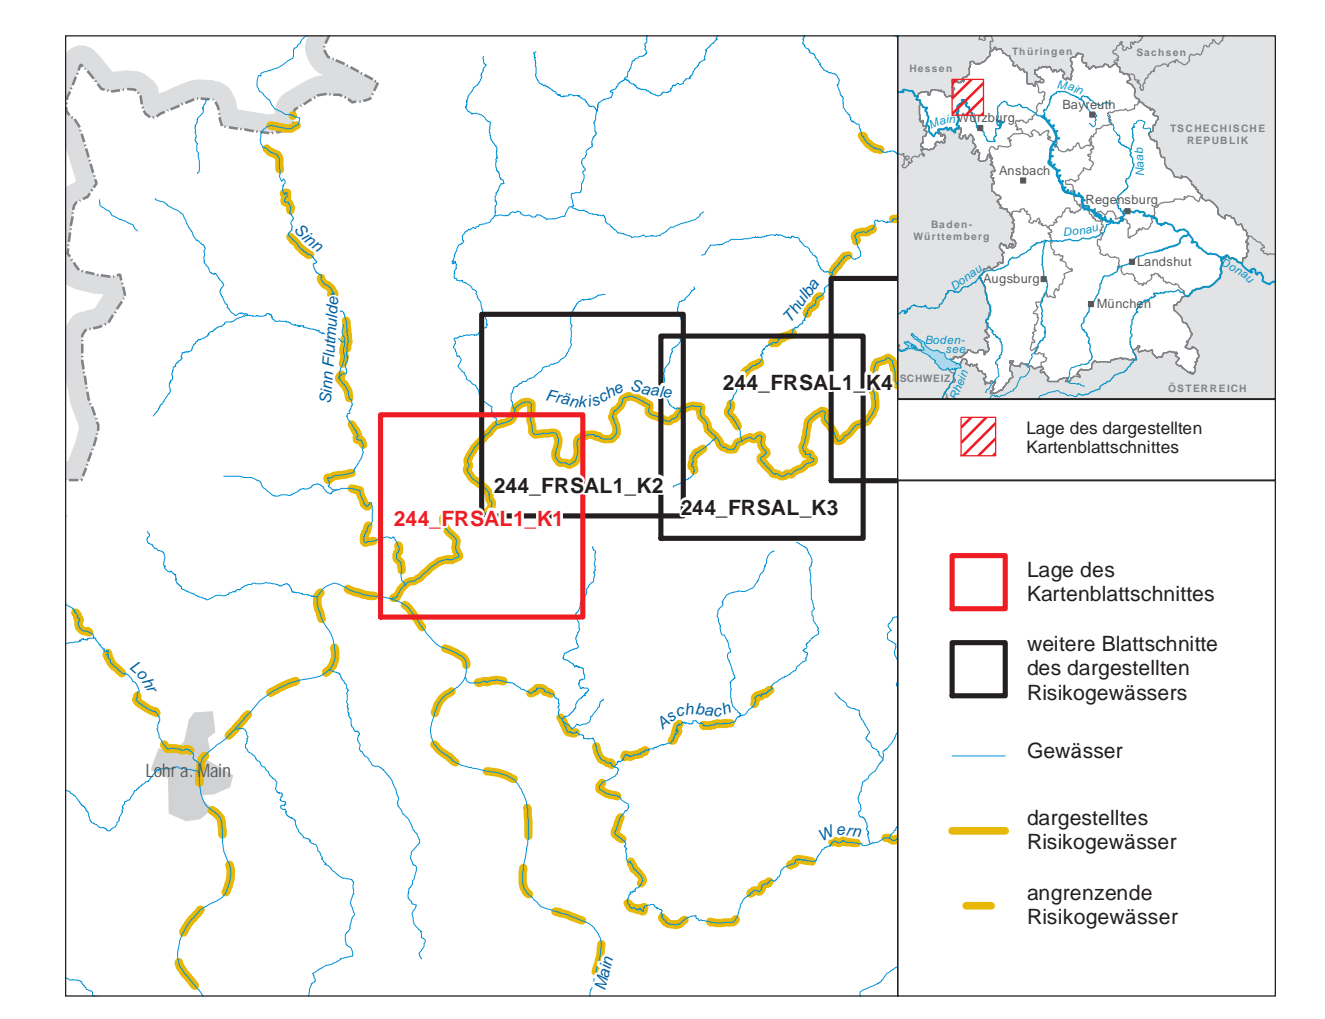 Sinn
Sinn Flutmulde
Thulba
Fränkische Saale
244_FRSAL1_K4
244_FRSAL1_K2
244_FRSAL_K3
244_FRSAL1_K1
Lohr
Aschbach
Lohr a. Main
Wern
Main
Thüringen
Sachsen
Hessen
Main
Bayreuth
Main
Würzburg
TSCHECHISCHE
REPUBLIK
Naab
Ansbach
Regensburg
Baden-
Württemberg
Donau
Landshut
Donau
Donau
Augsburg
München
Boden-
see
SCHWEIZ
Rhein
ÖSTERREICH
Lage des dargestellten
Kartenblattschnittes
Lage des
Kartenblattschnittes
weitere Blattschnitte
des dargestellten
Risikogewässers
Gewässer
dargestelltes
Risikogewässer
angrenzende
Risikogewässer